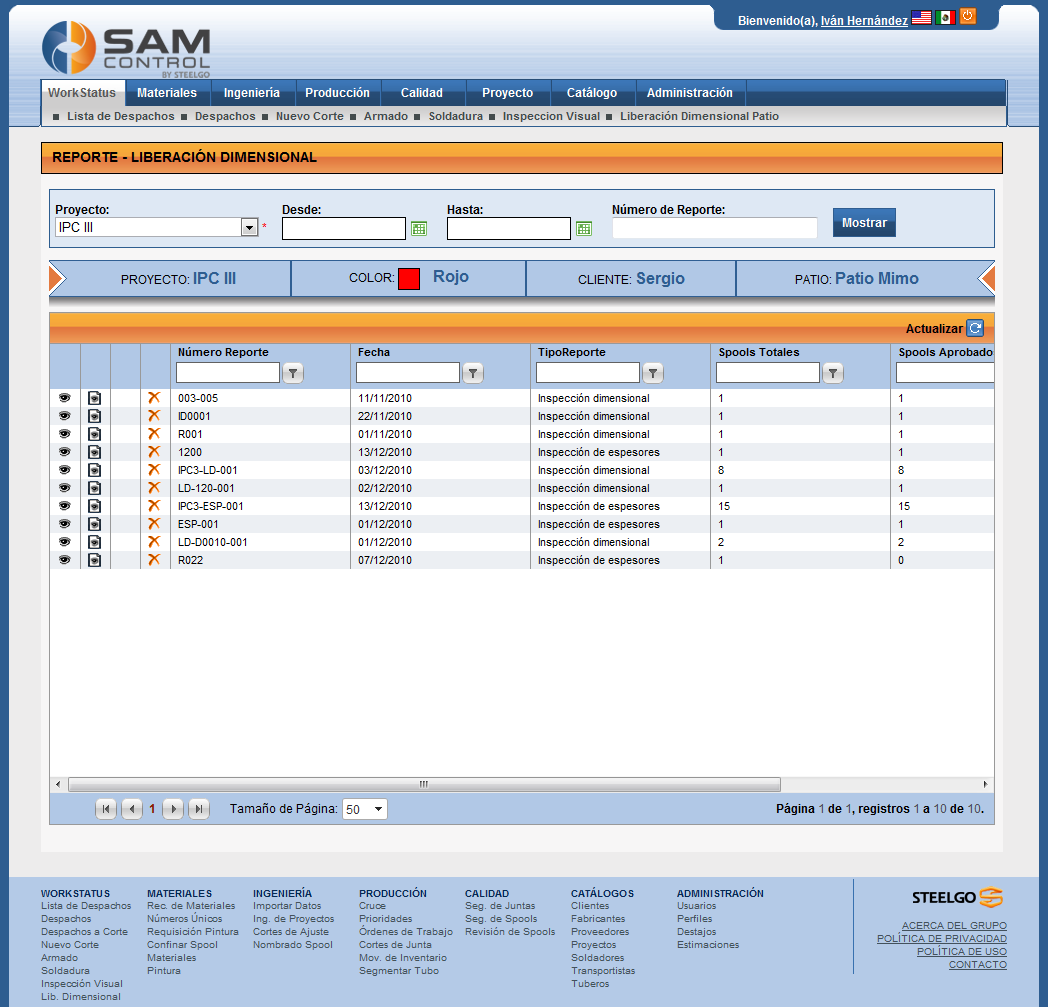 Bienvenido(a), Iván Hernández
SAM
CONTROL
BY STEELGO
WorkStatus Materiales Ingeniería Producción Calidad Proyecto Catálogo Administración
Lista de Despachos Despachos Nuevo Corte Armado Soldadura Inspeccion Visual Liberación Dimensional Patio
REPORTE - LIBERACIÓN DIMENSIONAL
Proyecto: Desde: Hasta: Número de Reporte:
IPC III * Mostrar
PROYECTO: IPC III COLOR: Rojo CLIENTE: Sergio PATIO: Patio Mimo
Actualizar
Número Reporte Fecha TipoReporte Spools Totales Spools Aprobado
003-005 11/11/2010 Inspección dimensional 1 1
ID0001 22/11/2010 Inspección dimensional 1 1
R001 01/11/2010 Inspección dimensional 1 1
1200 13/12/2010 Inspección de espesores 1 1
IPC3-LD-001 03/12/2010 Inspección dimensional 8 8
LD-120-001 02/12/2010 Inspección dimensional 1 1
IPC3-ESP-001 13/12/2010 Inspección de espesores 15 15
ESP-001 01/12/2010 Inspección de espesores 1 1
LD-D0010-001 01/12/2010 Inspección dimensional 2 2
R022 07/12/2010 Inspección de espesores 1 0
1 Tamaño de Página: 50 Página 1 de 1, registros 1 a 10 de 10.
WORKSTATUS
Lista de Despachos
Despachos
Despachos a Corte
Nuevo Corte
Armado
Soldadura
Inspección Visual
Lib. Dimensional
MATERIALES
Rec. de Materiales
Números Únicos
Requisición Pintura
Confinar Spool
Materiales
Pintura
INGENIERÍA
Importar Datos
Ing. de Proyectos
Cortes de Ajuste
Nombrado Spool
PRODUCCIÓN
Cruce
Prioridades
Órdenes de Trabajo
Cortes de Junta
Mov. de Inventario
Segmentar Tubo
CALIDAD
Seg. de Juntas
Seg. de Spools
Revisión de Spools
CATÁLOGOS
Clientes
Fabricantes
Proveedores
Proyectos
Soldadores
Transportistas
Tuberos
ADMINISTRACIÓN
Usuarios
Perfiles
Destajos
Estimaciones
STEELGO
ACERCA DEL GRUPO
POLÍTICA DE PRIVACIDAD
POLÍTICA DE USO
CONTACTO